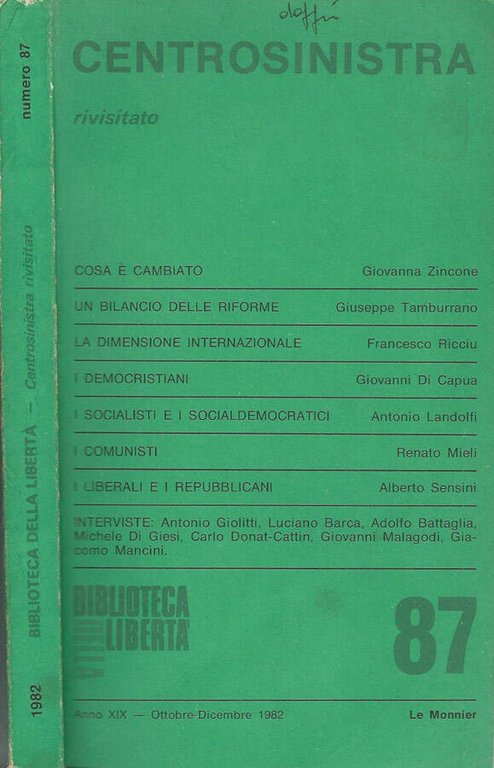 CENTROSINISTRA
rivisitato
COSA È CAMBIATO Giovanna Zincone
UN BILANCIO DELLE RIFORME Giuseppe Tamburrano
LA DIMENSIONE INTERNAZIONALE Francesco Ricciu
I DEMOCRISTIANI Giovanni Di Capua
I SOCIALISTI E I SOCIALDEMOCRATICI Antonio Landolfi
I COMUNISTI Renato Mieli
I LIBERALI E I REPUBBLICANI Alberto Sensini
INTERVISTE: Antonio Giolitti, Luciano Barca, Adolfo Battaglia,
Michele Di Giesi, Carlo Donat-Cattin, Giovanni Malagodi, Gia-
como Mancini.
BIBLIOTECA
DELLA
LIBERTÀ
87
Anno XIX — Ottobre-Dicembre 1982 Le Monnier
1982 BIBLIOTECA DELLA LIBERTÀ — Centrosinistra rivisitato numero 87